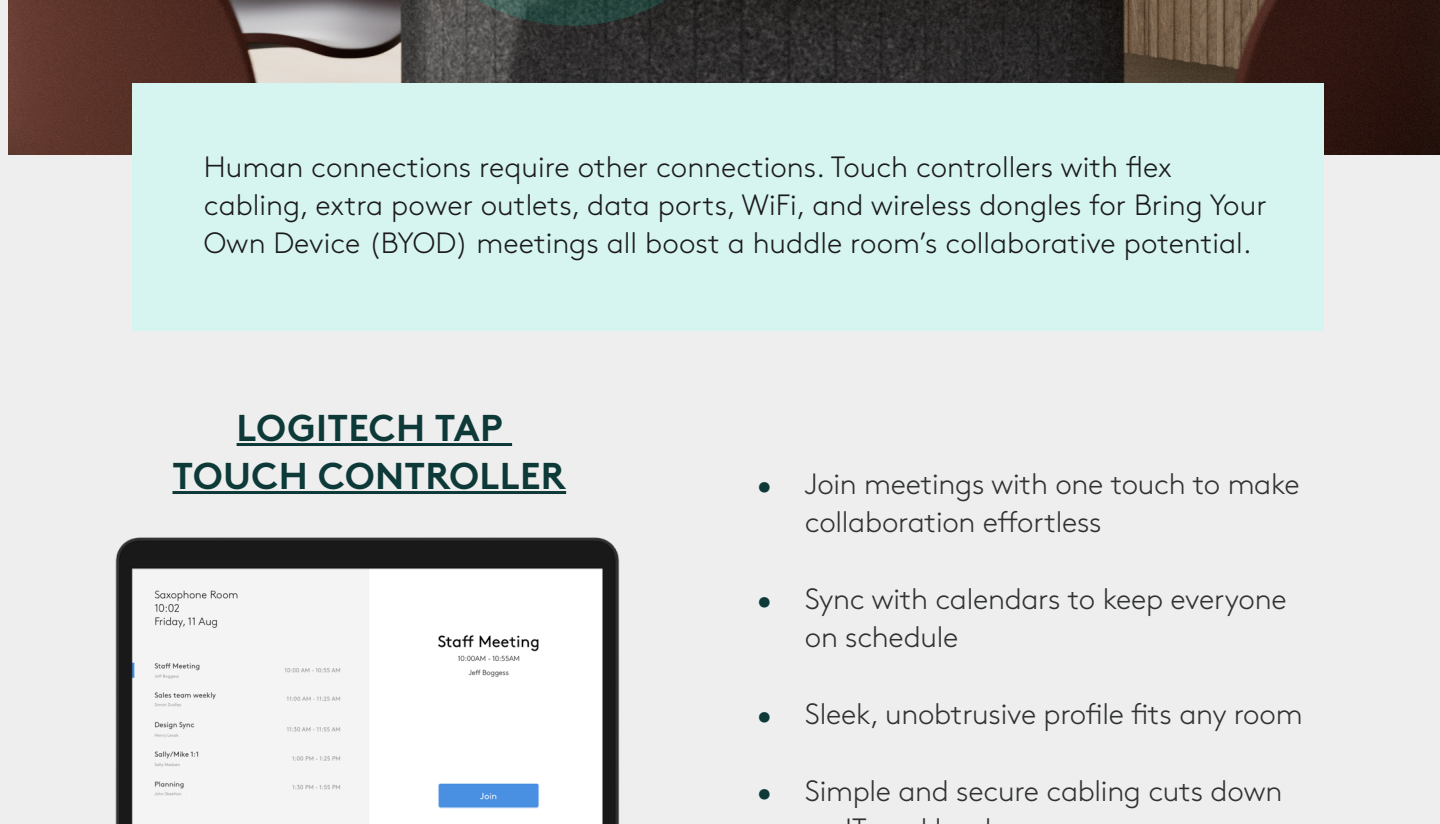 Human connections require other connections. Touch controllers with flex
cabling, extra power outlets, data ports, WiFi, and wireless dongles for Bring Your
Own Device (BYOD) meetings all boost a huddle room's collaborative potential.
LOGITECH TAP
TOUCH CONTROLLER
Saxophone Room
10:02
Friday, 11 Aug
Staff Meeting
10:00 AM - 10:55 AM
Jeff Boggess
Sales team weekly
11:00 AM - 11:25 AM
Design Sync
11:30 AM - 11:55 AM
Sally/Mike 1:1
1:00 PM - 1:25 PM
Planning
1:30 PM - 1:55 PM
Staff Meeting
10:00AM - 10:55AM
Jeff Boggess
Join
• Join meetings with one touch to make
collaboration effortless
• Sync with calendars to keep everyone
on schedule
• Sleek, unobtrusive profile fits any room
• Simple and secure cabling cuts down